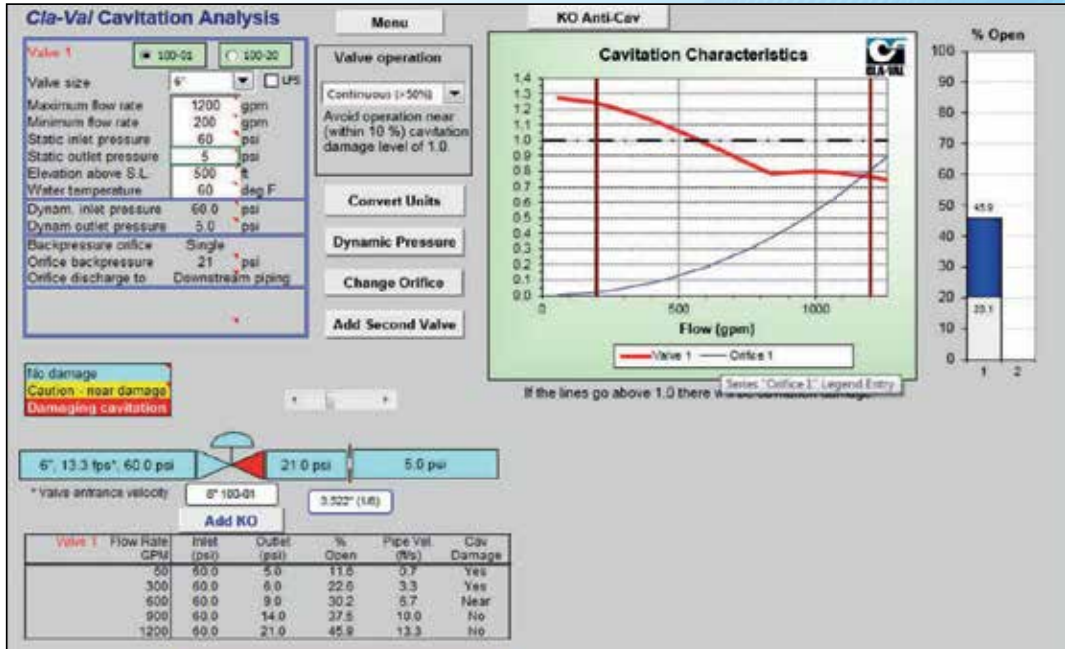 Cla-Val Cavitation Analysis
Menu
KO Anti-Cav
Valve 1
100-01
100-20
Valve size
6"
LFS
Maximum flow rate 1200 gpm
Minimum flow rate 200 gpm
Static inlet pressure 60 psi
Static outlet pressure 5 psi
Elevation above S.L. 500 ft
Water temperature 60 deg F
Dynam. inlet pressure 60.0 psi
Dynam outlet pressure 5.0 psi
Backpressure orifice Single
Orifice backpressure 21 psi
Orifice discharge to Downstream piping
Valve operation
Continuous (>50%)
Avoid operation near
(within 10 %) cavitation
damage level of 1.0.
Convert Units
Dynamic Pressure
Change Orifice
Add Second Valve
Cavitation Characteristics
CLA-VAL
1.4
1.3
1.2
1.1
1.0
0.9
0.8
0.7
0.6
0.5
0.4
0.3
0.2
0.1
0.0
0 500 1000
Flow (gpm)
Valve 1 Orifice 1
Series "Orifice 1" Legend Entry
If the lines go above 1.0 there will be cavitation damage
% Open
100
90
80
70
60
50
40
30
20
10
0
45.9
1 2
No damage
Caution - near damage
Damaging cavitation
6", 13.3 fps*, 60.0 psi
21.0 psi
5.0 psi
* Valve entrance velocity
100-01
3.522" (1/6)
Add KO
Valve 1 Flow Rate Inlet Outlet % Pipe Vel. Cav
GPM (psi) (psi) Open (ft/s) Damage
60.0 5.0 11.6 0.7 Yes
300 60.0 6.0 22.6 3.3 Yes
600 60.0 9.0 30.2 6.7 Near
900 60.0 14.0 37.6 10.0 No
1200 60.0 21.0 45.9 13.3 No